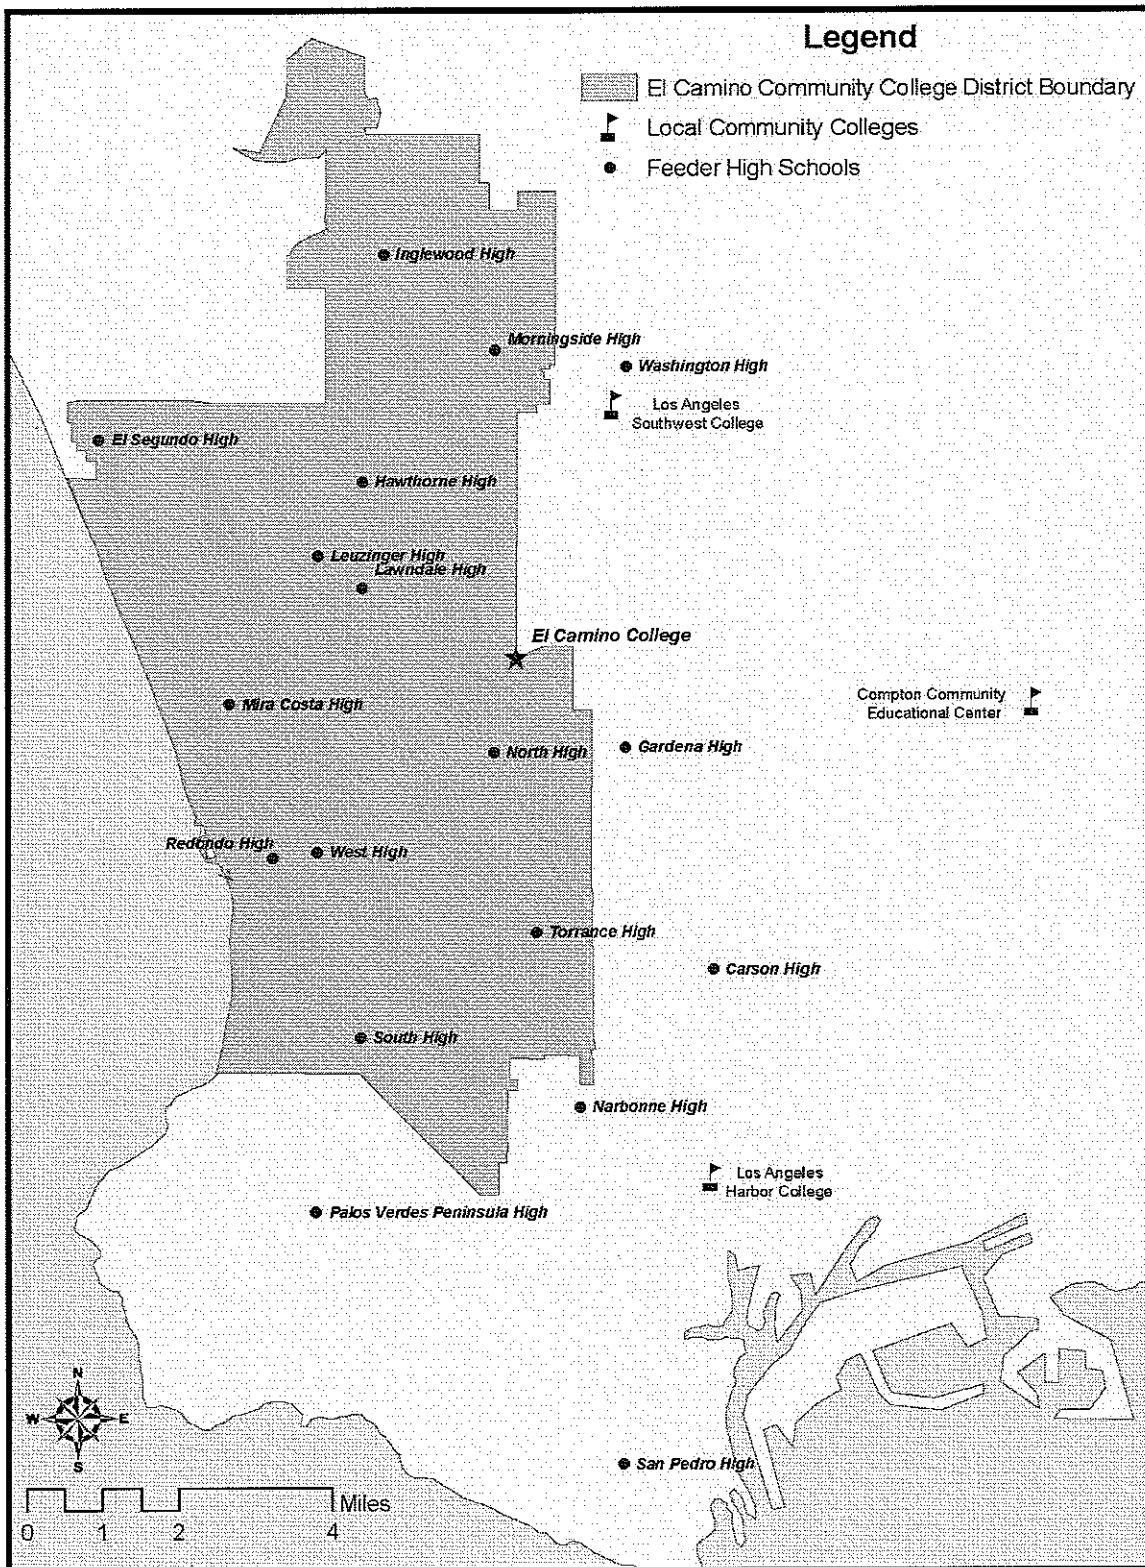 Legend
El Camino Community College District Boundary
Local Community Colleges
Feeder High Schools
Inglewood High
Morningside High
Washington High
Los Angeles
Southwest College
El Segundo High
Hawthorne High
Leuzinger High
Lawndale High
El Camino College
Mira Costa High
Compton Community
Educational Center
North High
Gardena High
Redondo High
West High
Torrance High
Carson High
South High
Narbonne High
Los Angeles
Harbor College
Palos Verdes Peninsula High
N
W
E
S
San Pedro High
Miles
0 1 2 4